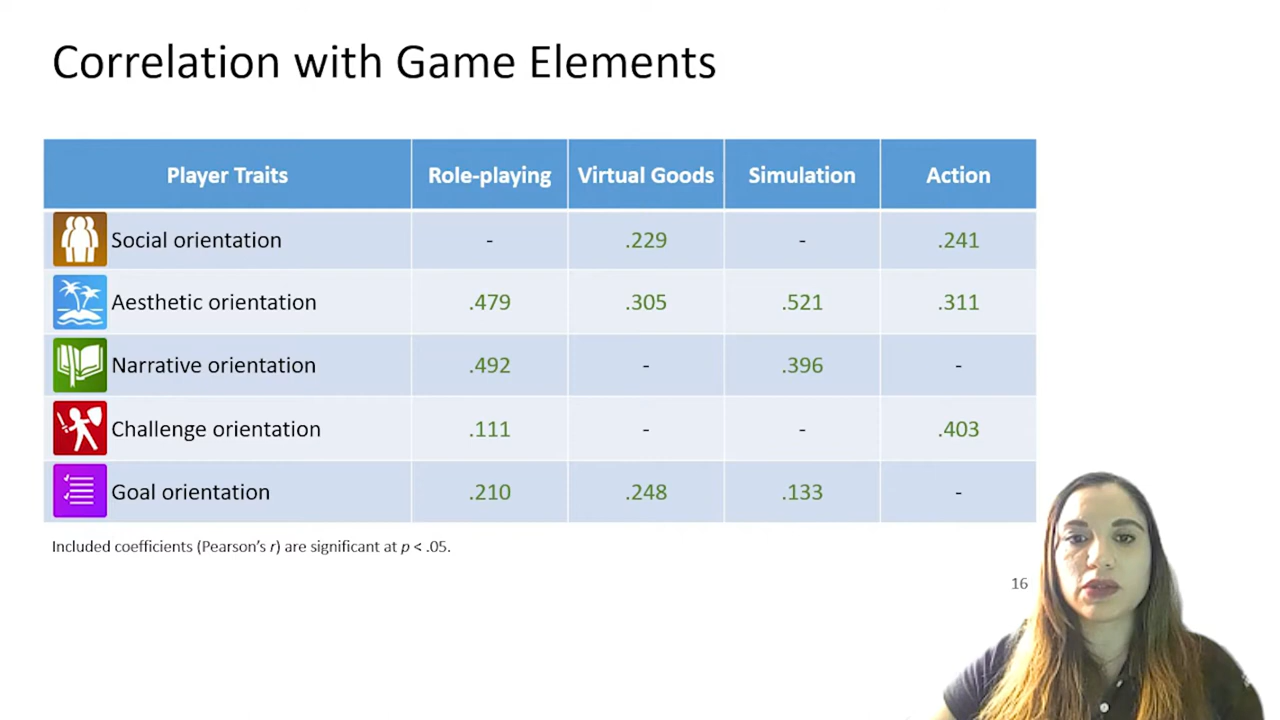 Correlation with Game Elements
Player Traits Role-playing Virtual Goods Simulation Action
Social orientation - .229 - .241
Aesthetic orientation .479 .305 .521 .311
Narrative orientation .492 - .396 -
Challenge orientation .111 - - .403
Goal orientation .210 .248 .133 -
Included coefficients (Pearson's r) are significant at p < .05.
16